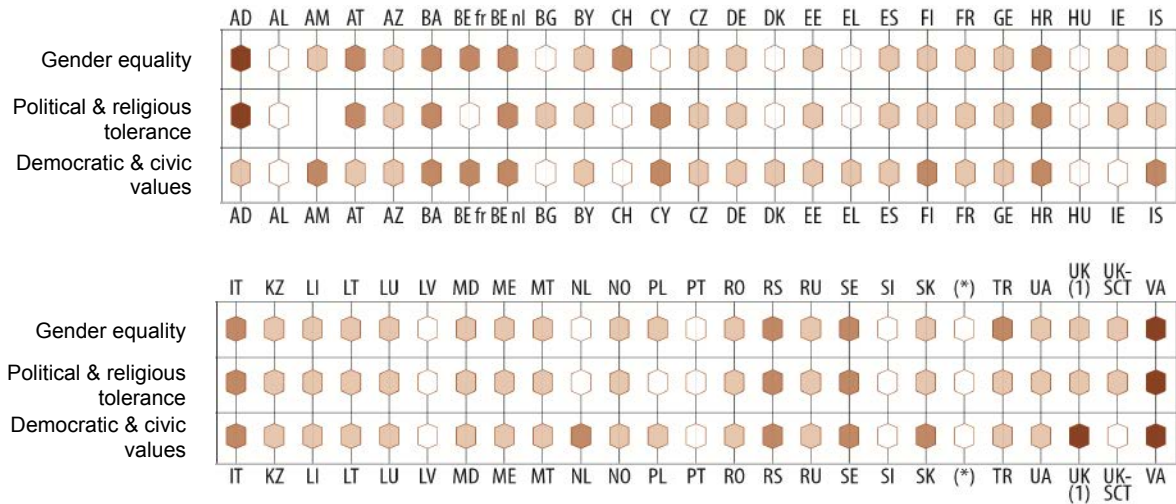 AD AL AM AT AZ BA BE fr BE nl BG BY CH CY CZ DE DK EE EL ES FI FR GE HR HU IE IS
Gender equality
Political & religious
tolerance
Democratic & civic
values
AD AL AM AT AZ BA BE fr BE nl BG BY CH CY CZ DE DK EE EL ES FI FR GE HR HU IE IS
IT KZ LI LT LU LV MD ME MT NL NO PL PT RO RS RU SE SI SK (*) TR UA UK (1) UK-SCT VA
Gender equality
Political & religious
tolerance
Democratic & civic
values
IT KZ LI LT LU LV MD ME MT NL NO PL PT RO RS RU SE SI SK (*) TR UA UK (1) UK-SCT VA